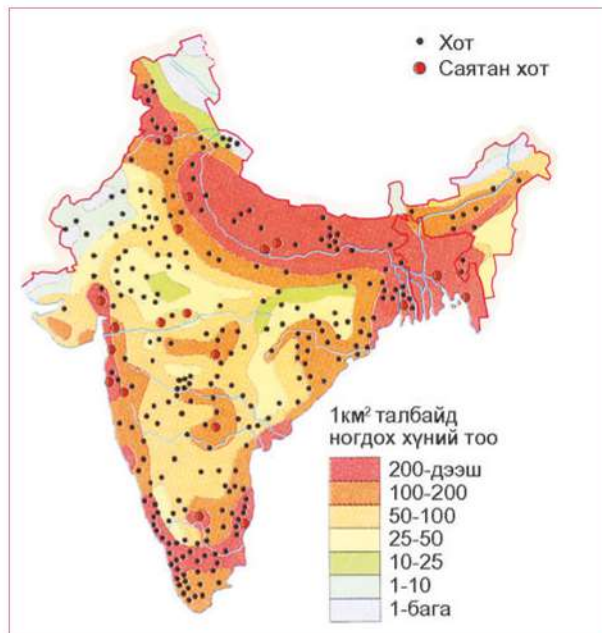 Хот
Саятан хот
1км² талбайд
ногдох хүний тоо
200-дээш
100-200
50-100
25-50
10-25
1-10
1-бага